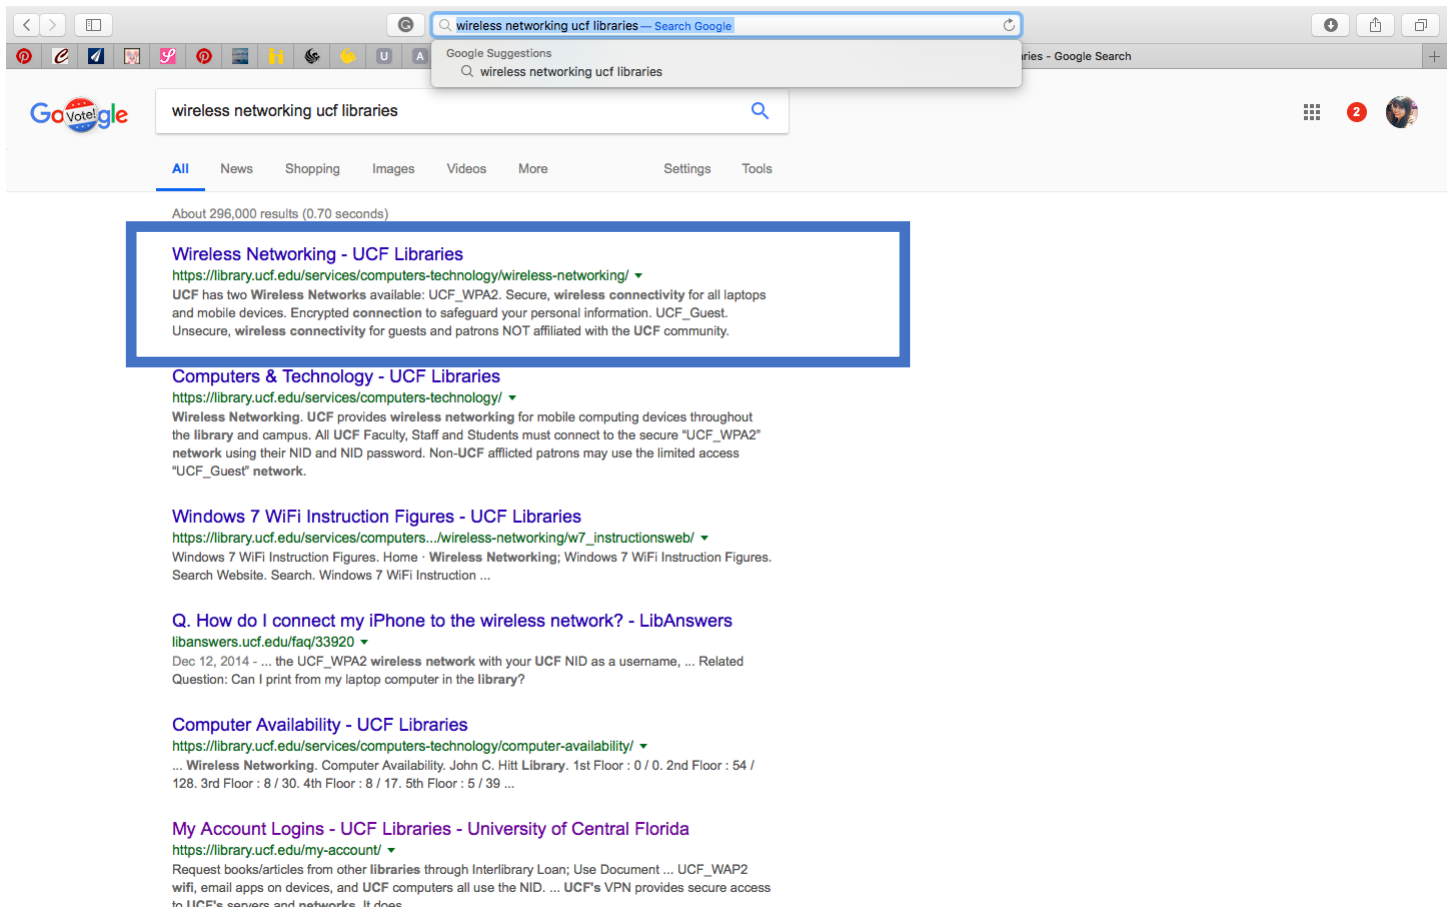 wireless networking ucf libraries — Search Google
U
A
ries - Google Search
Google Suggestions
wireless networking ucf libraries
Google
Vote!
wireless networking ucf libraries
2
All News Shopping Images Videos More Settings Tools
About 296,000 results (0.70 seconds)
Wireless Networking - UCF Libraries
https://library.ucf.edu/services/computers-technology/wireless-networking/
UCF has two Wireless Networks available: UCF_WPA2. Secure, wireless connectivity for all laptops
and mobile devices. Encrypted connection to safeguard your personal information. UCF_Guest.
Unsecure, wireless connectivity for guests and patrons NOT affiliated with the UCF community.
Computers & Technology - UCF Libraries
https://library.ucf.edu/services/computers-technology/
Wireless Networking. UCF provides wireless networking for mobile computing devices throughout
the library and campus. All UCF Faculty, Staff and Students must connect to the secure “UCF_WPA2”
network using their NID and NID password. Non-UCF afflicted patrons may use the limited access
“UCF_Guest” network.
Windows 7 WiFi Instruction Figures - UCF Libraries
https://library.ucf.edu/services/computers.../wireless-networking/w7_instructionsweb/
Windows 7 WiFi Instruction Figures. Home · Wireless Networking; Windows 7 WiFi Instruction Figures.
Search Website. Search. Windows 7 WiFi Instruction ...
Q. How do I connect my iPhone to the wireless network? - LibAnswers
libanswers.ucf.edu/faq/33920
Dec 12, 2014 - ... the UCF_WPA2 wireless network with your UCF NID as a username, ... Related
Question: Can I print from my laptop computer in the library?
Computer Availability - UCF Libraries
https://library.ucf.edu/services/computers-technology/computer-availability/
... Wireless Networking. Computer Availability. John C. Hitt Library. 1st Floor : 0 / 0. 2nd Floor : 54 /
128. 3rd Floor : 8 / 30. 4th Floor : 8 / 17. 5th Floor : 5 / 39 ...
My Account Logins - UCF Libraries - University of Central Florida
https://library.ucf.edu/my-account/
Request books/articles from other libraries through Interlibrary Loan; Use Document ... UCF_WAP2
wifi, email apps on devices, and UCF computers all use the NID. ... UCF's VPN provides secure access
to UCF's servers and networks. It does